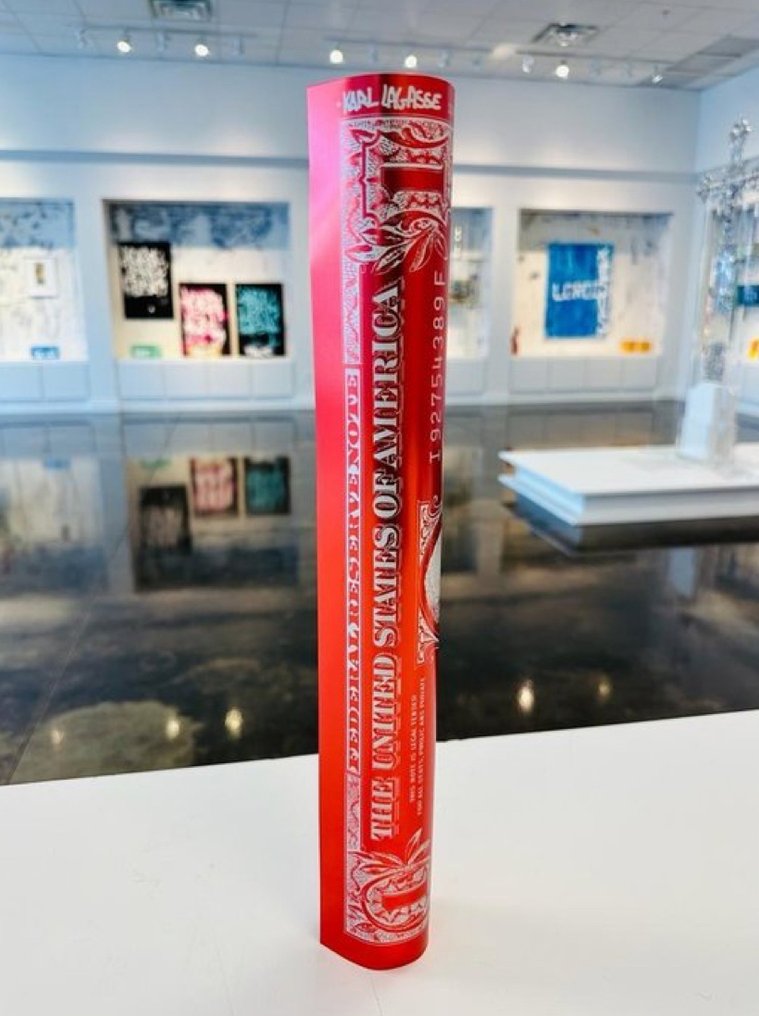 KARL LAGASSE
FEDERAL RESERVE NOTE
THE UNITED STATES OF AMERICA
I92754389F
THIS NOTE IS LEGAL TENDER
FOR ALL DEBTS, PUBLIC AND PRIVATE